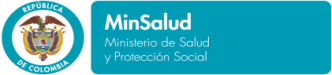 REPÚBLICA
DE COLOMBIA
MinSalud
Ministerio de Salud
y Protección Social